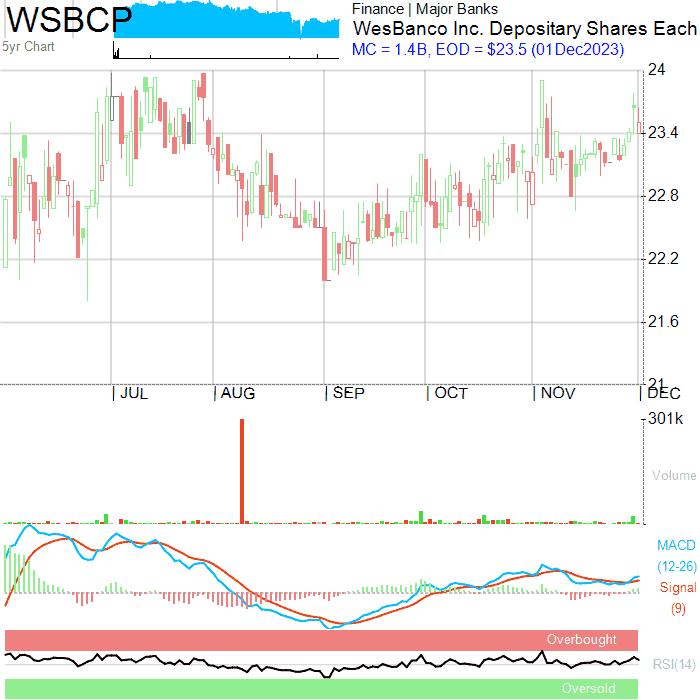 WSBCP
5yr Chart
Finance | Major Banks
WesBanco Inc. Depositary Shares Each
MC = 1.4B, EOD = $23.5 (01Dec2023)
24
23.4
22.8
22.2
21.6
21
JUL AUG SEP OCT NOV DEC
301k
Volume
MACD
(12-26)
Signal
(9)
Overbought
RSI(14)
Oversold